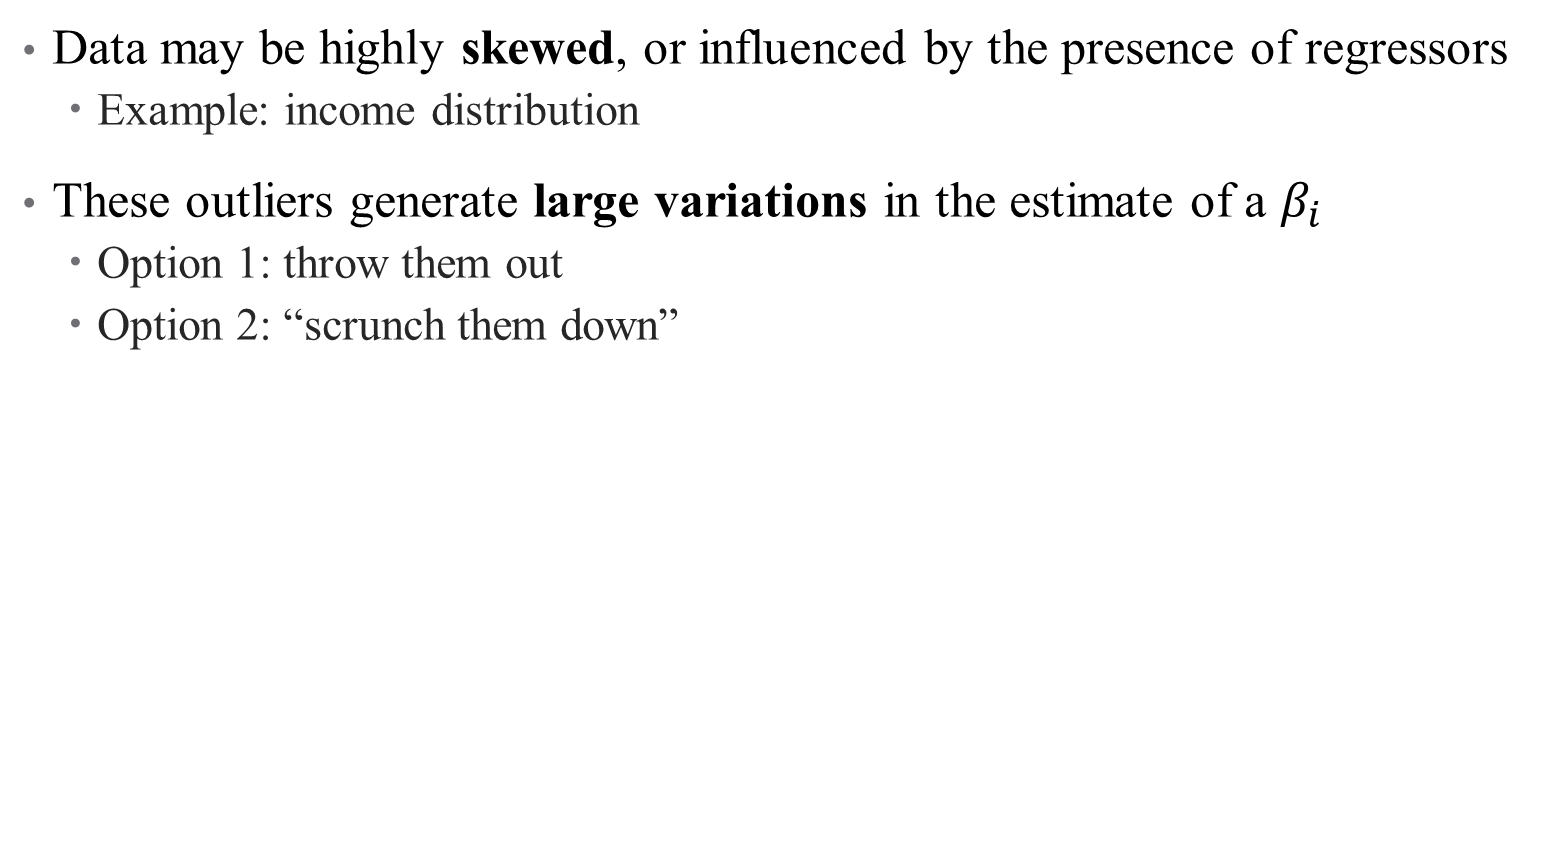 • Data may be highly skewed, or influenced by the presence of regressors
• Example: income distribution
• These outliers generate large variations in the estimate of a 𝛽𝑖
• Option 1: throw them out
• Option 2: “scrunch them down”